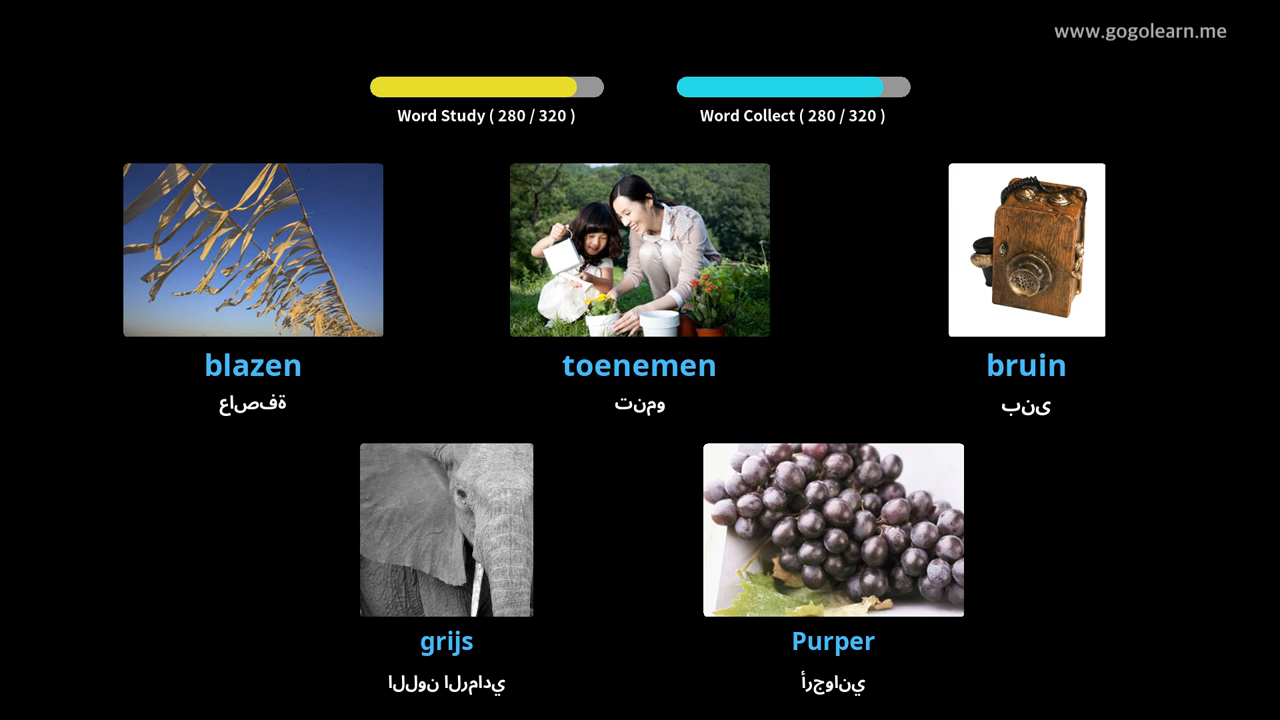 www.gogolearn.me
Word Study ( 280 / 320 )
Word Collect ( 280 / 320 )
blazen
عاصفة
toenemen
تنمو
bruin
بنى
grijs
اللون الرمادي
Purper
أرجواني